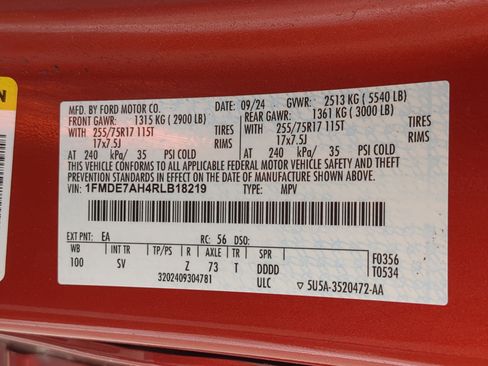 MFD. BY FORD MOTOR CO. 09/24 GVWR: 2513 KG ( 5540 LB)
FRONT GAWR: 1315 KG ( 2900 LB) REAR GAWR: 1361 KG ( 3000 LB)
WITH 255/75R17 115T TIRES WITH 255/75R17 115T TIRES
17x7.5J RIMS 17x7.5J RIMS
AT 240 kPa/ 35 PSI COLD AT 240 kPa/ 35 PSI COLD
THIS VEHICLE CONFORMS TO ALL APPLICABLE FEDERAL MOTOR VEHICLE SAFETY AND THEFT
PREVENTION STANDARDS IN EFFECT ON THE DATE OF MANUFACTURE SHOWN ABOVE.
VIN: 1FMDE7AH4RLB18219 TYPE: MPV
EXT PNT: EA RC: 56 DSO:
WB INT TR TP/PS R AXLE TR SPR F0356
100 SV Z 73 T DDDD T0534
3202409304781 ULC ▽ 5U5A-3520472-AA